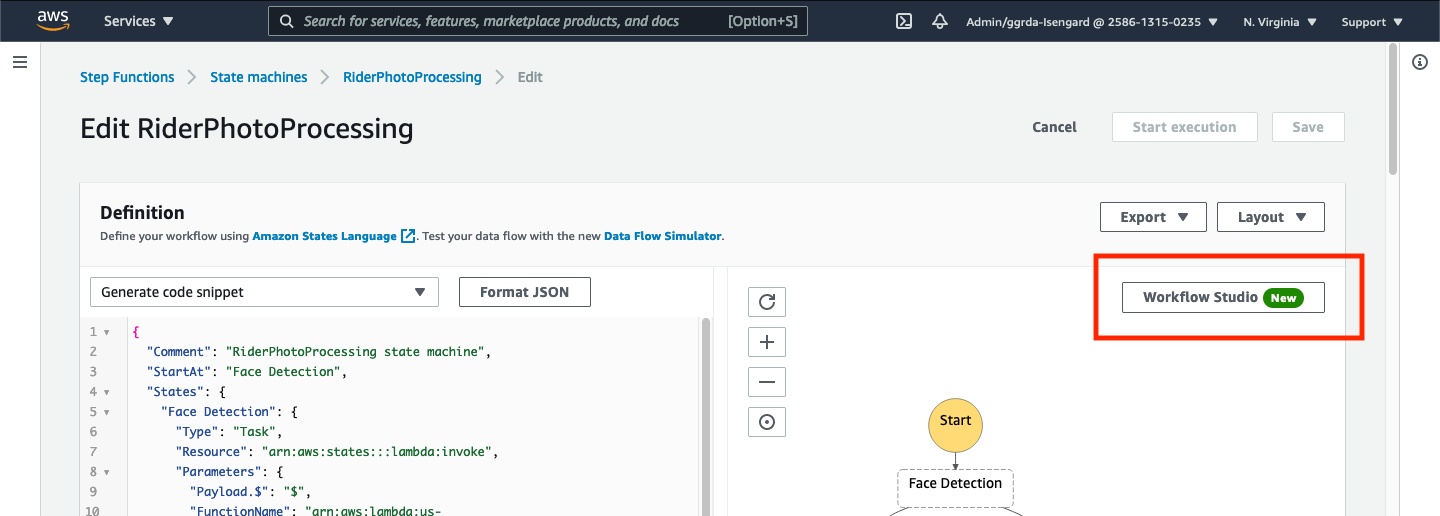 aws Services ▼ Search for services, features, marketplace products, and docs [Option+S] Admin/ggrda-Isengard @ 2586-1315-0235 ▼ N. Virginia ▼ Support ▼
Step Functions > State machines > RiderPhotoProcessing > Edit
Edit RiderPhotoProcessing
Cancel Start execution Save
Definition
Define your workflow using Amazon States Language . Test your data flow with the new Data Flow Simulator.
Export ▼ Layout ▼
Generate code snippet ▼ Format JSON
Workflow Studio New
1 {
2 "Comment": "RiderPhotoProcessing state machine",
3 "StartAt": "Face Detection",
4 "States": {
5 "Face Detection": {
6 "Type": "Task",
7 "Resource": "arn:aws:states:::lambda:invoke",
8 "Parameters": {
9 "Payload.$": "$",
10 "FunctionName": "arn:aws:lambda:us-
Start
Face Detection